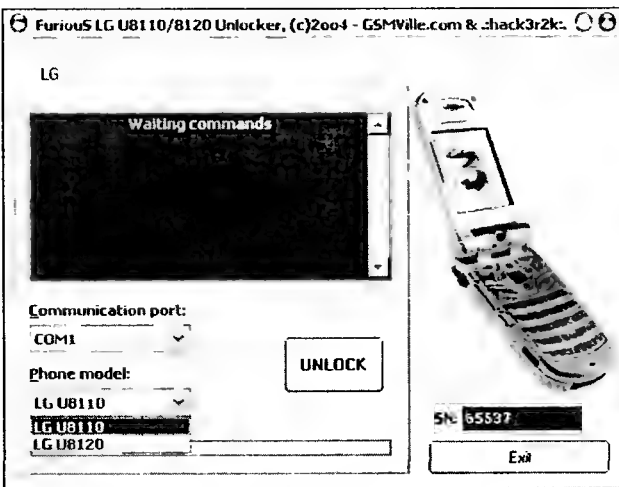 FuriouS LG U8110/8120 Unlocker, (c)2oo4 - GSMVille.com & .:hack3r2k:.
LG
Waiting commands
Communication port:
COM1
UNLOCK
Phone model:
LG U8110
LG U8110
LG U8120
SN: 65537
Exit